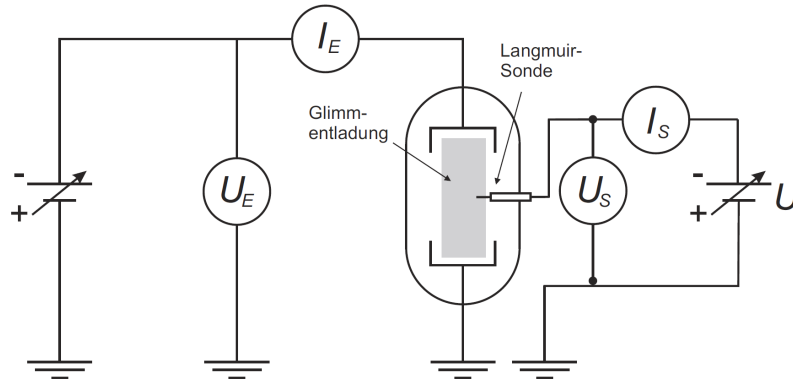 I_E
Langmuir-
Sonde
Glimm-
entladung
I_S
-
+
U_E
U_S
-
+
U